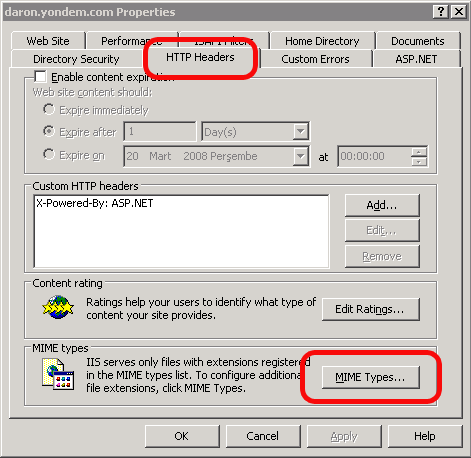 daron.yondem.com Properties
Web Site Performance ISAPI Filters Home Directory Documents
Directory Security HTTP Headers Custom Errors ASP.NET
Enable content expiration
Web site content should:
Expire immediately
Expire after 1 Day(s)
Expire on 20 Mart 2008 Perşembe at 00:00:00
Custom HTTP headers
X-Powered-By: ASP.NET
Add...
Edit...
Remove
Content rating
Ratings help your users to identify what type of
content your site provides.
Edit Ratings...
MIME types
IIS serves only files with extensions registered
in the MIME types list. To configure additional
file extensions, click MIME Types.
MIME Types...
OK Cancel Apply Help